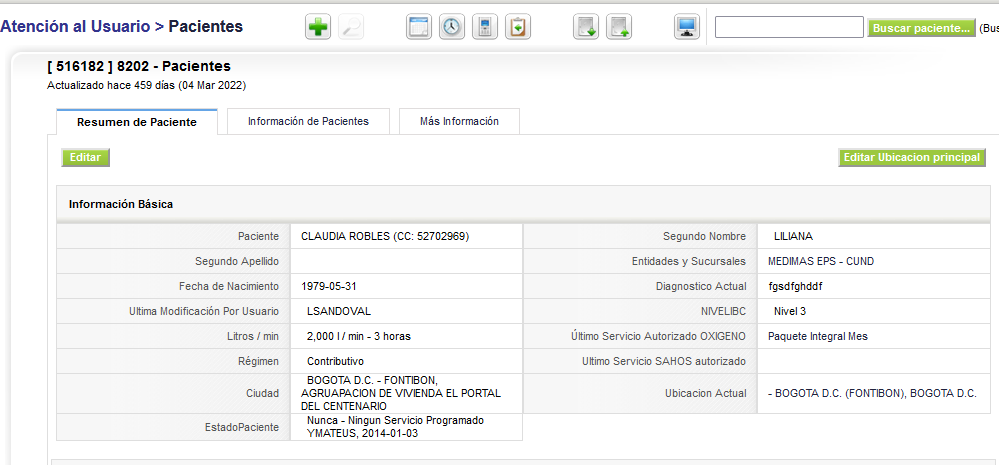 Atención al Usuario > Pacientes
Buscar paciente...
(Bus
[ 516182 ] 8202 - Pacientes
Actualizado hace 459 días (04 Mar 2022)
Resumen de Paciente
Información de Pacientes
Más Información
Editar
Editar Ubicacion principal
Información Básica
Paciente
CLAUDIA ROBLES (CC: 52702969)
Segundo Nombre
LILIANA
Segundo Apellido
Entidades y Sucursales
MEDIMAS EPS - CUND
Fecha de Nacimiento
1979-05-31
Diagnostico Actual
fgsdfghddf
Ultima Modificación Por Usuario
LSANDOVAL
NIVELIBC
Nivel 3
Litros / min
2,000 l / min - 3 horas
Último Servicio Autorizado OXIGENO
Paquete Integral Mes
Régimen
Contributivo
Ultimo Servicio SAHOS autorizado
Ciudad
BOGOTA D.C. - FONTIBON,
AGRUAPACION DE VIVIENDA EL PORTAL
DEL CENTENARIO
Ubicacion Actual
- BOGOTA D.C. (FONTIBON), BOGOTA D.C.
EstadoPaciente
Nunca - Ningun Servicio Programado
YMATEUS, 2014-01-03